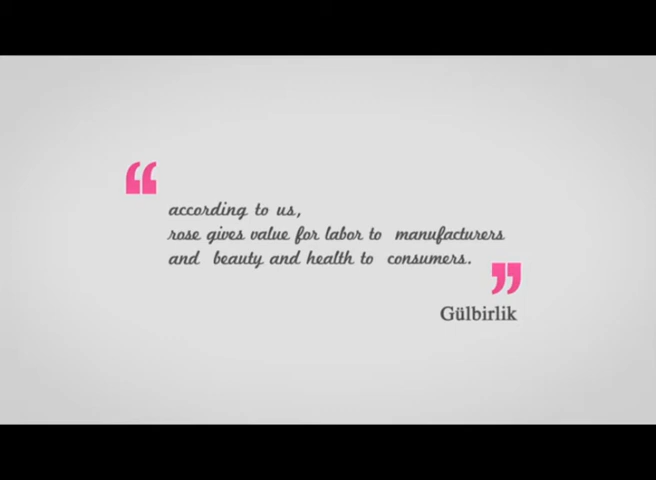 “
according to us,
rose gives value for labor to manufacturers
and beauty and health to consumers.
”
Gülbirlik